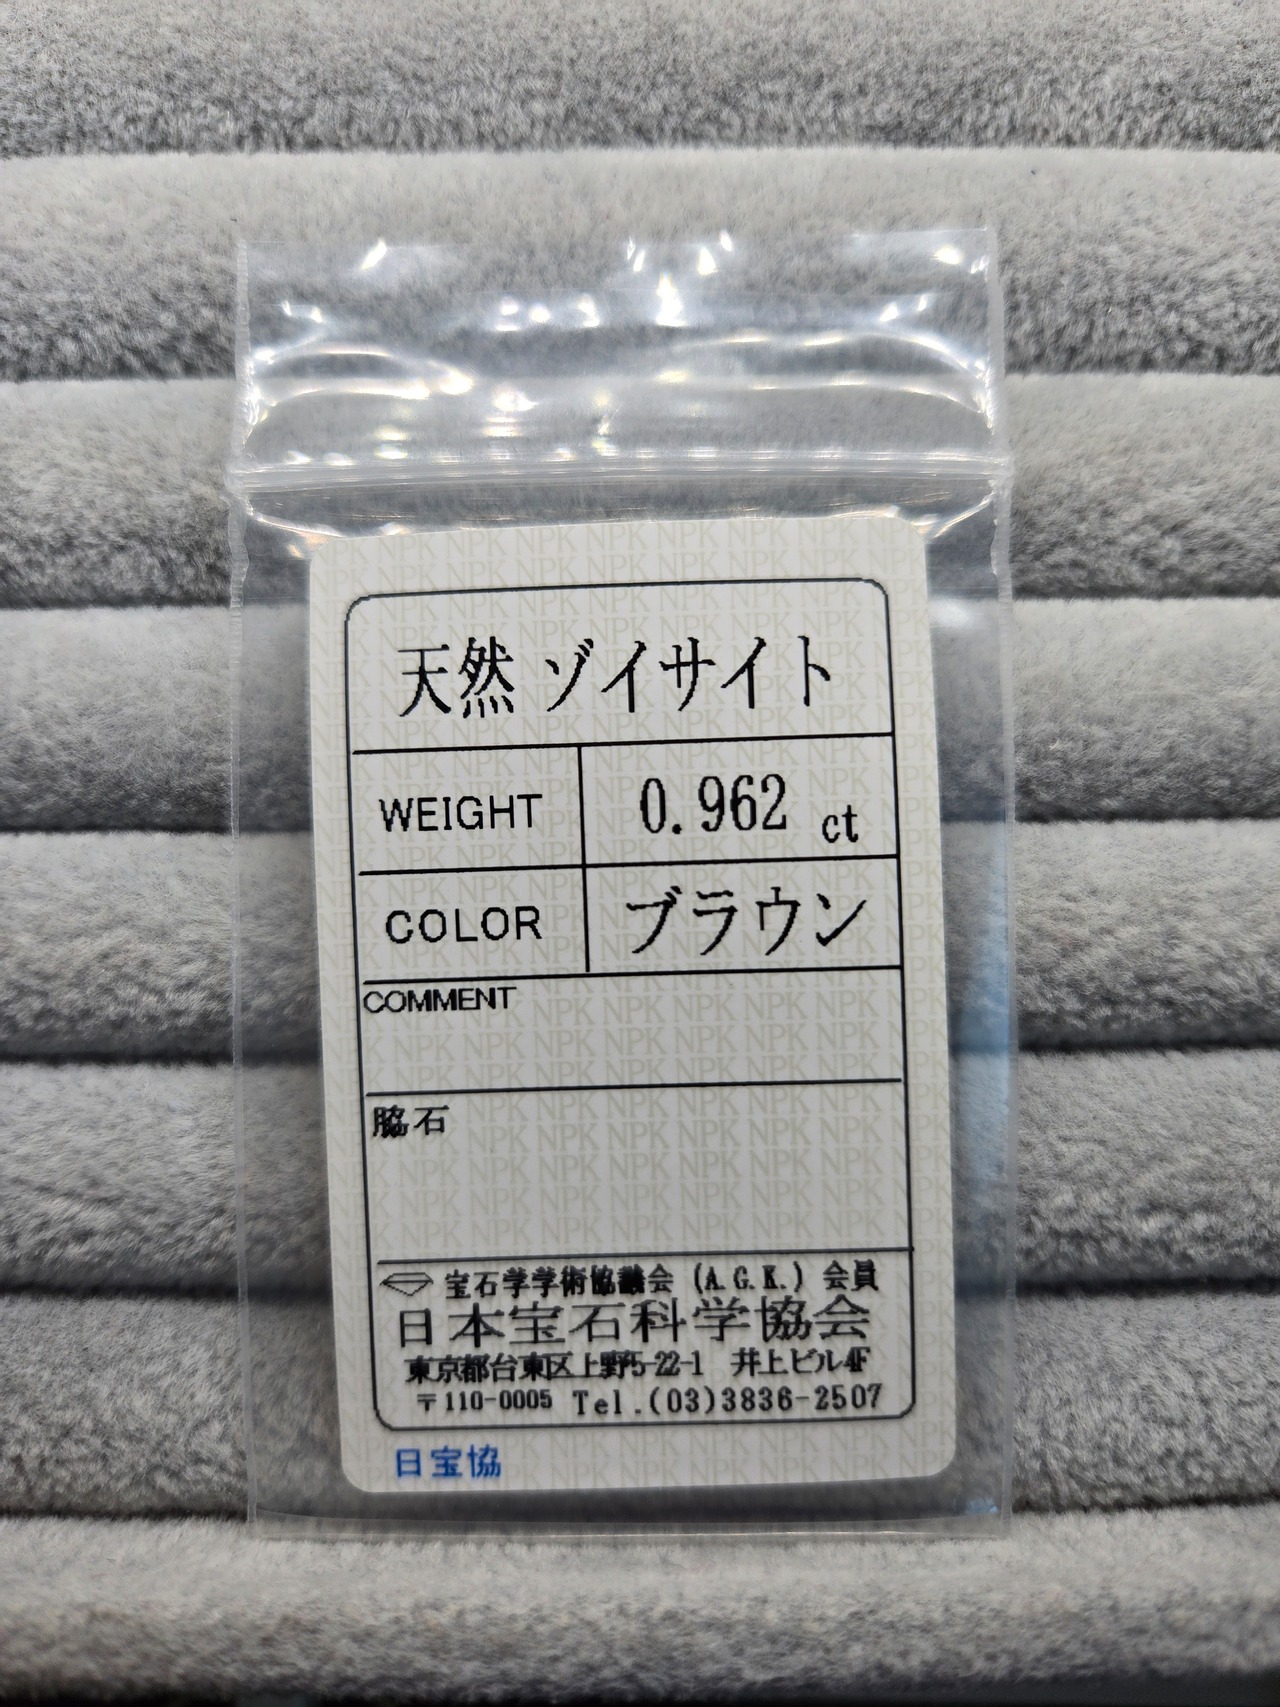 天然 ゾイサイト
WEIGHT 0.962 ct
COLOR ブラウン
COMMENT
脇石
宝石学学術協議会 (A.G.K.) 会員
日本宝石科学協会
東京都台東区上野5-22-1 井上ビル4F
〒110-0005 Tel.(03)3836-2507
日宝協